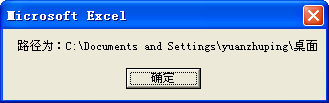 Microsoft Excel
路径为：C:\Documents and Settings\yuanzhuping\桌面
确定